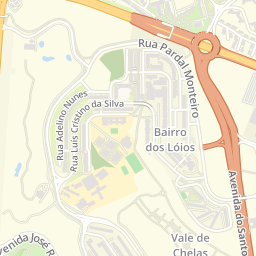 Rua Pardal Monteiro
Rua Adelino Nunes
Rua Luís Cristino da Silva
Bairro
dos Lóios
Avenida do Santo
Vale de
Chelas
venida José R